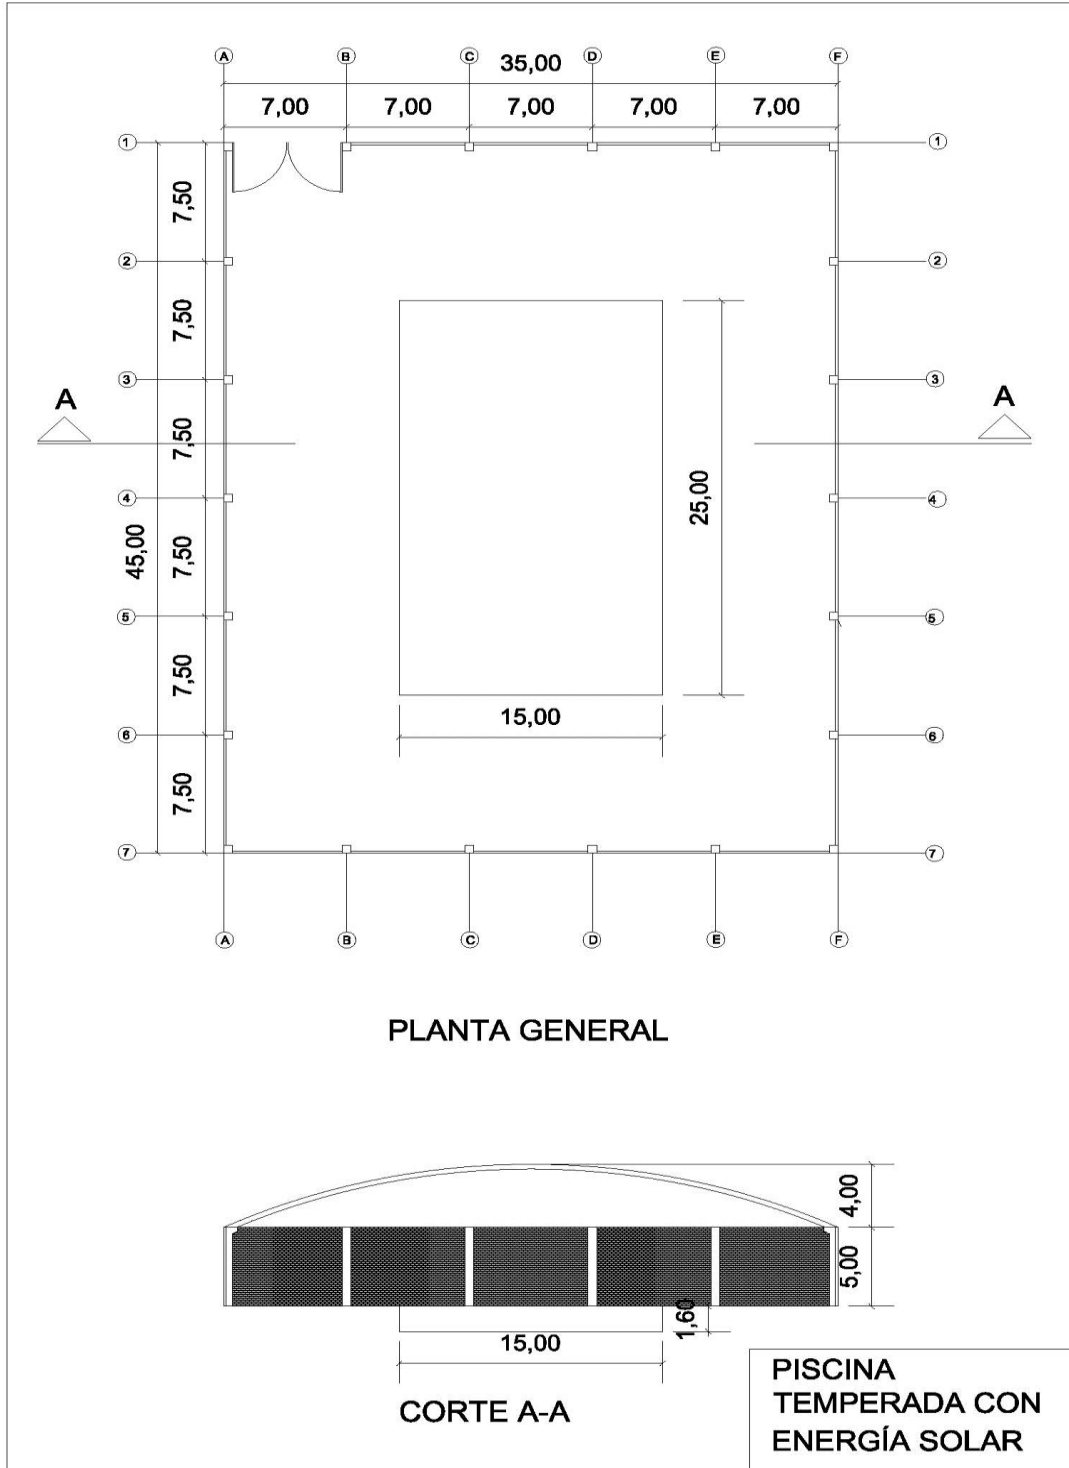 A B C D E F
35,00
7,00 7,00 7,00 7,00 7,00
1 1
7,50
2 2
7,50
3 3
A A
7,50
4 4
25,00
45,00
7,50
5 5
7,50
15,00
6 6
7,50
7 7
A B C D E F
PLANTA GENERAL
4,00
5,00
1,60
15,00
CORTE A-A
PISCINA
TEMPERADA CON
ENERGÍA SOLAR